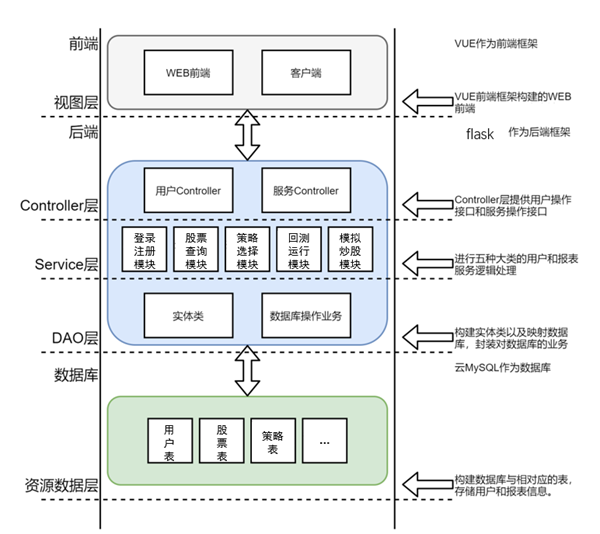 前端
VUE作为前端框架
WEB前端
客户端
视图层
VUE前端框架构建的WEB
前端
后端
flask 作为后端框架
用户Controller
服务Controller
Controller层
Controller层提供用户操作
接口和服务操作接口
登录
注册
模块
股票
查询
模块
策略
选择
模块
回测
运行
模块
模拟
炒股
模块
Service层
进行五种大类的用户和报表
服务逻辑处理
实体类
数据库操作业务
DAO层
构建实体类以及映射数据
库，封装对数据库的业务
数据库
云MySQL作为数据库
用
户
表
股
票
表
策略
表
...
资源数据层
构建数据库与相对应的表，
存储用户和报表信息。